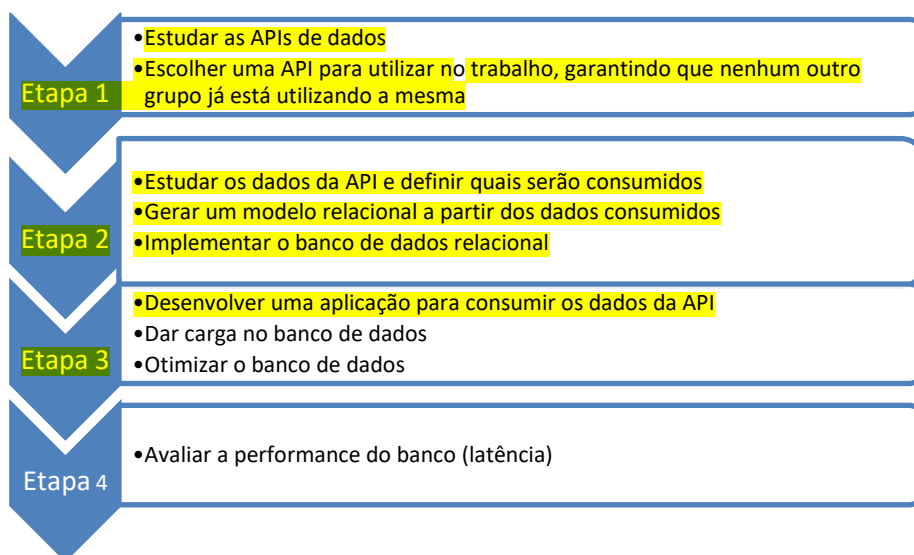 Etapa 1
•Estudar as APIs de dados
•Escolher uma API para utilizar no trabalho, garantindo que nenhum outro
grupo já está utilizando a mesma
Etapa 2
•Estudar os dados da API e definir quais serão consumidos
•Gerar um modelo relacional a partir dos dados consumidos
•Implementar o banco de dados relacional
Etapa 3
•Desenvolver uma aplicação para consumir os dados da API
•Dar carga no banco de dados
•Otimizar o banco de dados
Etapa 4
•Avaliar a performance do banco (latência)